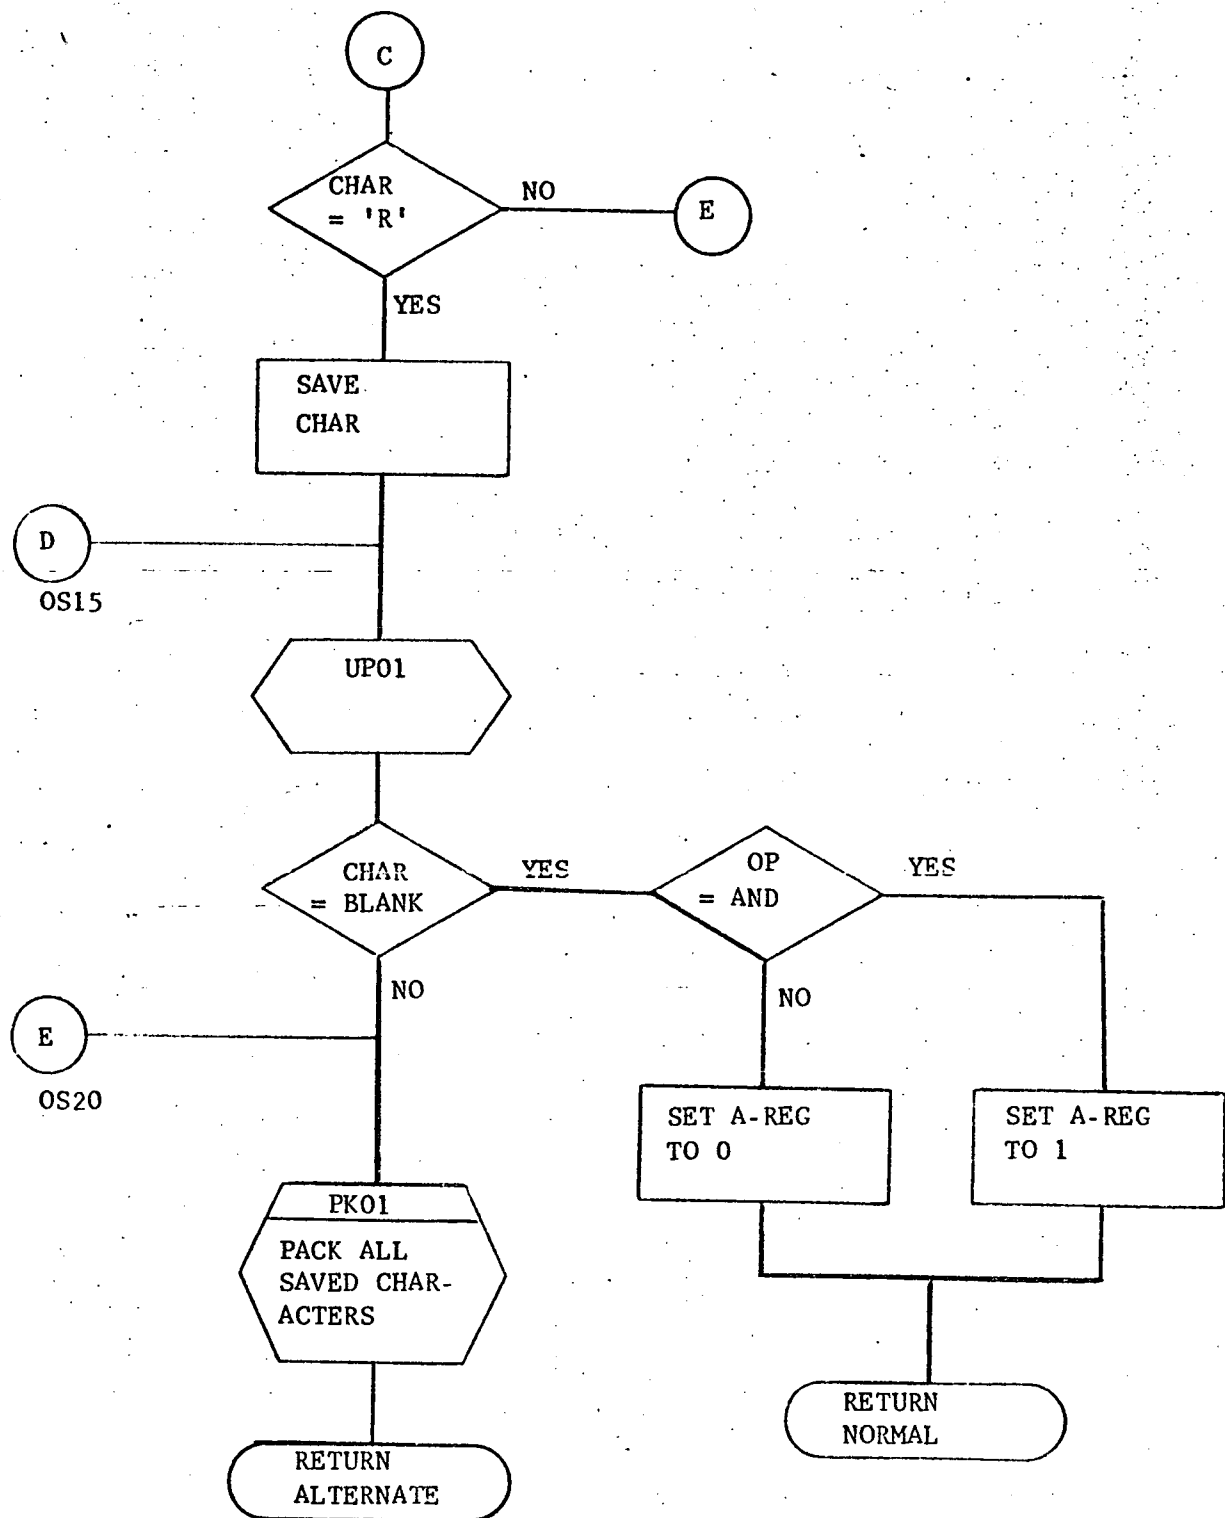 C
CHAR
= 'R'
NO
E
YES
SAVE
CHAR
D
OS15
UP01
CHAR
= BLANK
YES
OP
= AND
YES
NO
NO
E
OS20
SET A-REG
TO 0
SET A-REG
TO 1
PK01
PACK ALL
SAVED CHAR-
ACTERS
RETURN
NORMAL
RETURN
ALTERNATE